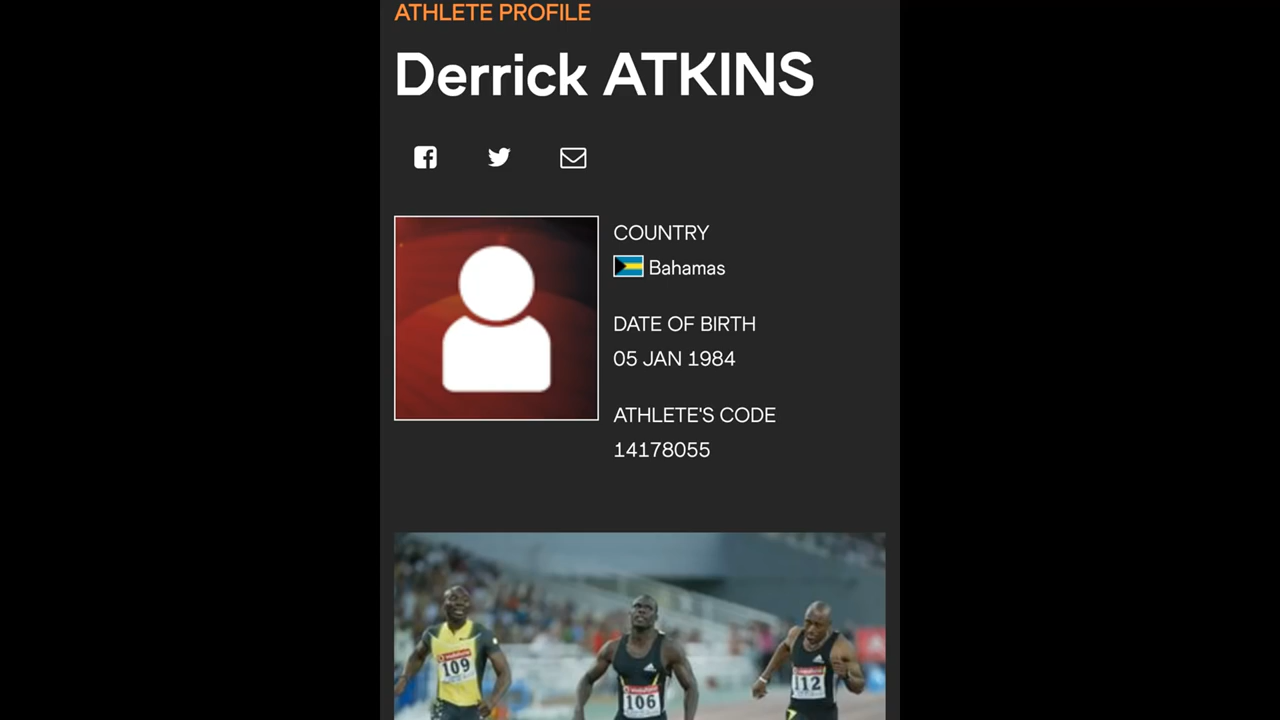 ATHLETE PROFILE
Derrick ATKINS
COUNTRY
Bahamas
DATE OF BIRTH
05 JAN 1984
ATHLETE'S CODE
14178055
109
106
112